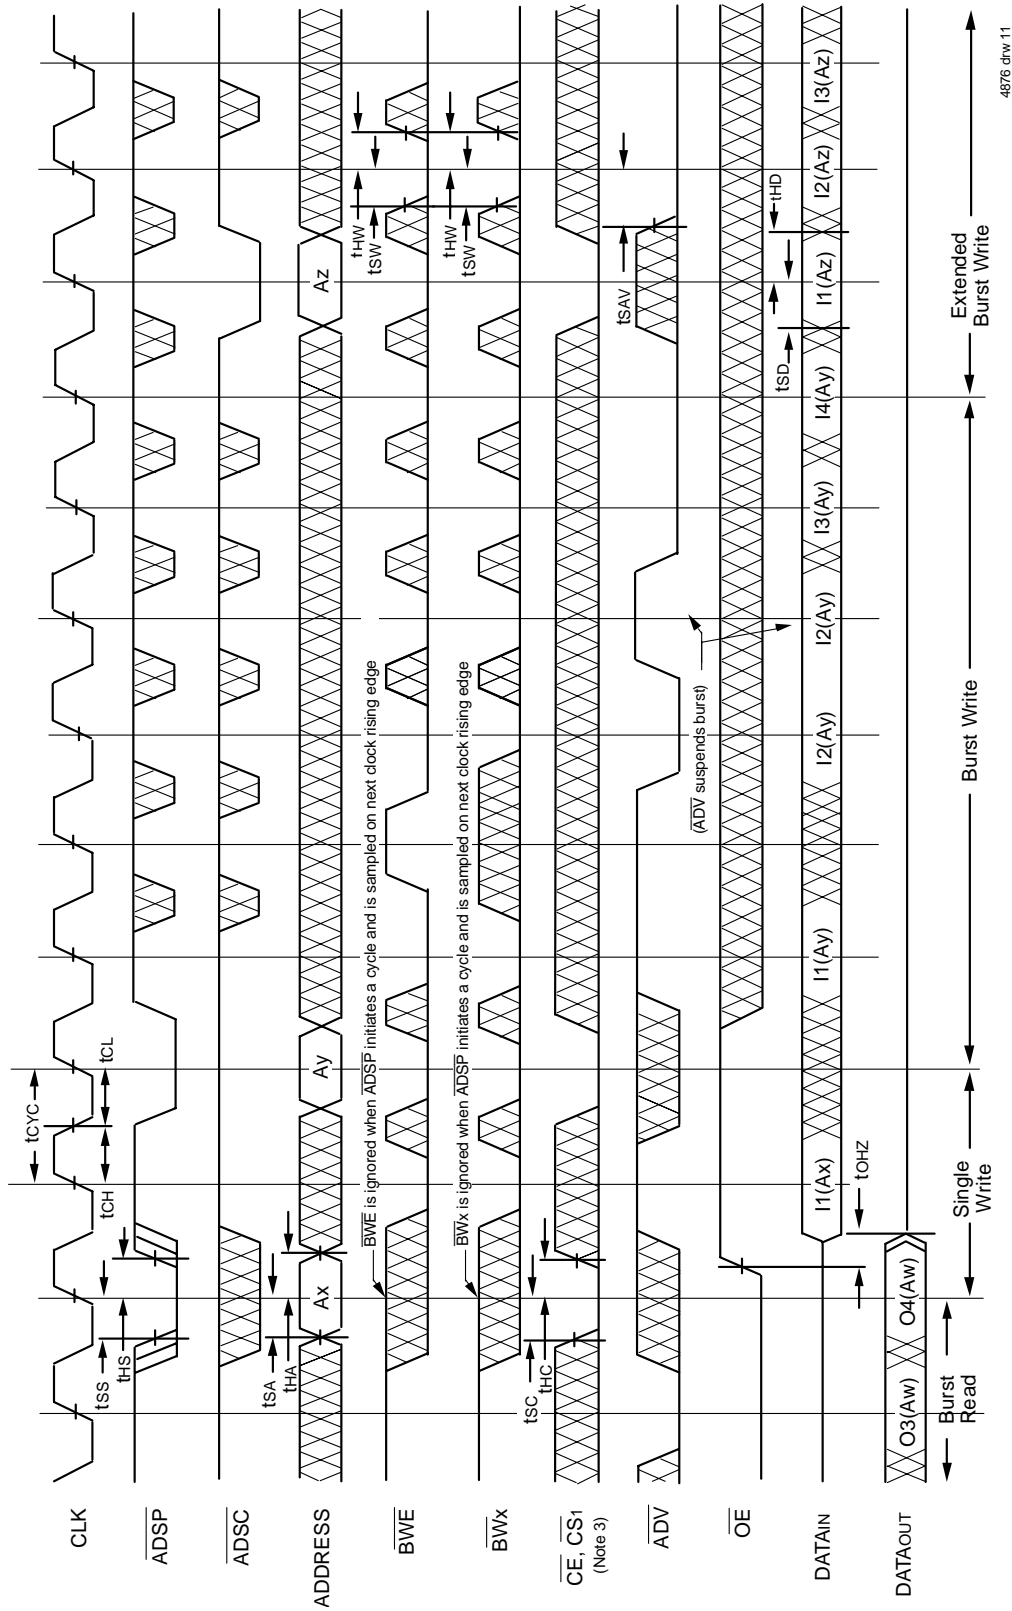 CLK
tSS
tHS
tCH
tCYC
tCL
ADSP
ADSC
ADDRESS
tSA
tHA
Ax
Ay
Az
BWE
BWE is ignored when ADSP initiates a cycle and is sampled on next clock rising edge
tHW
tSW
BWx
BWx is ignored when ADSP initiates a cycle and is sampled on next clock rising edge
tHW
tSW
CE, CS1
(Note 3)
tSC
tHC
ADV
(ADV suspends burst)
tSAV
OE
DATAIN
I1(Ax)
I1(Ay)
I2(Ay)
I2(Ay)
I3(Ay)
I4(Ay)
I1(Az)
I2(Az)
I3(Az)
tSD
tHD
tOHZ
DATAOUT
O3(Aw)
O4(Aw)
Burst
Read
Single
Write
Burst Write
Extended
Burst Write
4876 drw 11